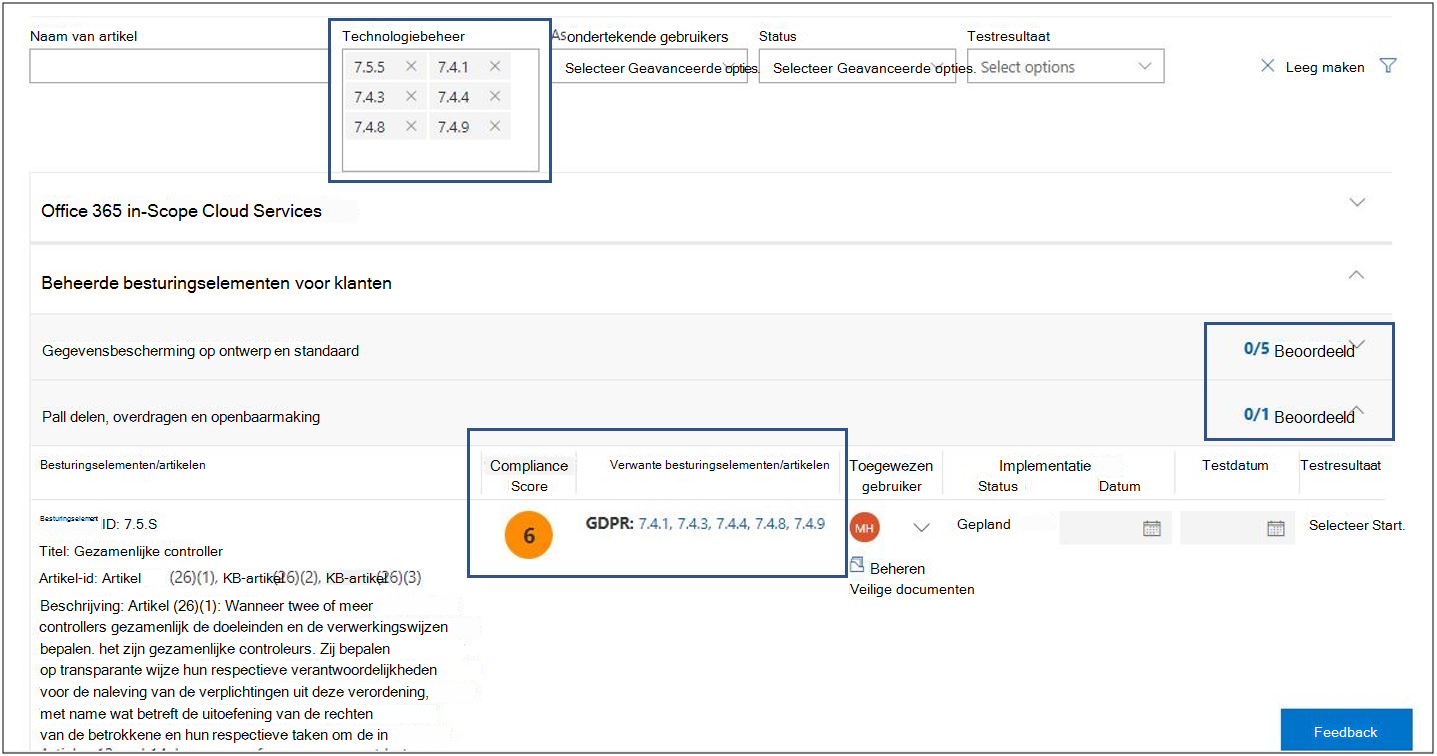 Naam van artikel
Technologiebeheer
Asondertekende gebruikers
Status
Testresultaat
7.5.5 7.4.1
Selecteer Geavanceerde opties.
Selecteer Geavanceerde opties.
Select options
Leeg maken
7.4.3 7.4.4
7.4.8 7.4.9
Office 365 in-Scope Cloud Services
Beheerde besturingselementen voor klanten
Gegevensbescherming op ontwerp en standaard
0/5 Beoordeeld
Pall delen, overdragen en openbaarmaking
0/1 Beoordeeld
Besturingselementen/artikelen
Compliance
Score
Verwante besturingselementen/artikelen
Toegewezen
gebruiker
Implementatie
Status Datum
Testdatum
Testresultaat
Besturingselement ID: 7.5.S
6
GDPR: 7.4.1, 7.4.3, 7.4.4, 7.4.8, 7.4.9
MH
Gepland
Selecteer Start.
Titel: Gezamenlijke controller
Beheren
Veilige documenten
Artikel-id: Artikel (26)(1), KB-artikel (26)(2), KB-artikel (26)(3)
Beschrijving: Artikel (26)(1): Wanneer twee of meer
controllers gezamenlijk de doeleinden en de verwerkingswijzen
bepalen. het zijn gezamenlijke controleurs. Zij bepalen
op transparante wijze hun respectieve verantwoordelijkheden
voor de naleving van de verplichtingen uit deze verordening,
met name wat betreft de uitoefening van de rechten
van de betrokkene en hun respectieve taken om de in
Feedback